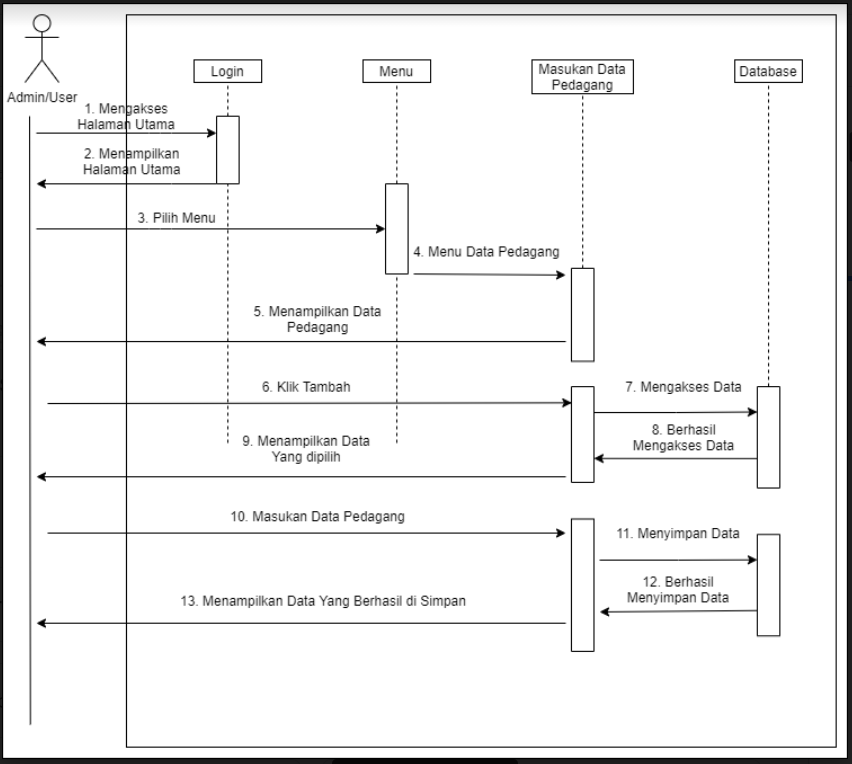 Login
Menu
Masukan Data
Pedagang
Database
Admin/User
1. Mengakses
Halaman Utama
2. Menampilkan
Halaman Utama
3. Pilih Menu
4. Menu Data Pedagang
5. Menampilkan Data
Pedagang
6. Klik Tambah
7. Mengakses Data
8. Berhasil
Mengakses Data
9. Menampilkan Data
Yang dipilih
10. Masukan Data Pedagang
11. Menyimpan Data
12. Berhasil
Menyimpan Data
13. Menampilkan Data Yang Berhasil di Simpan